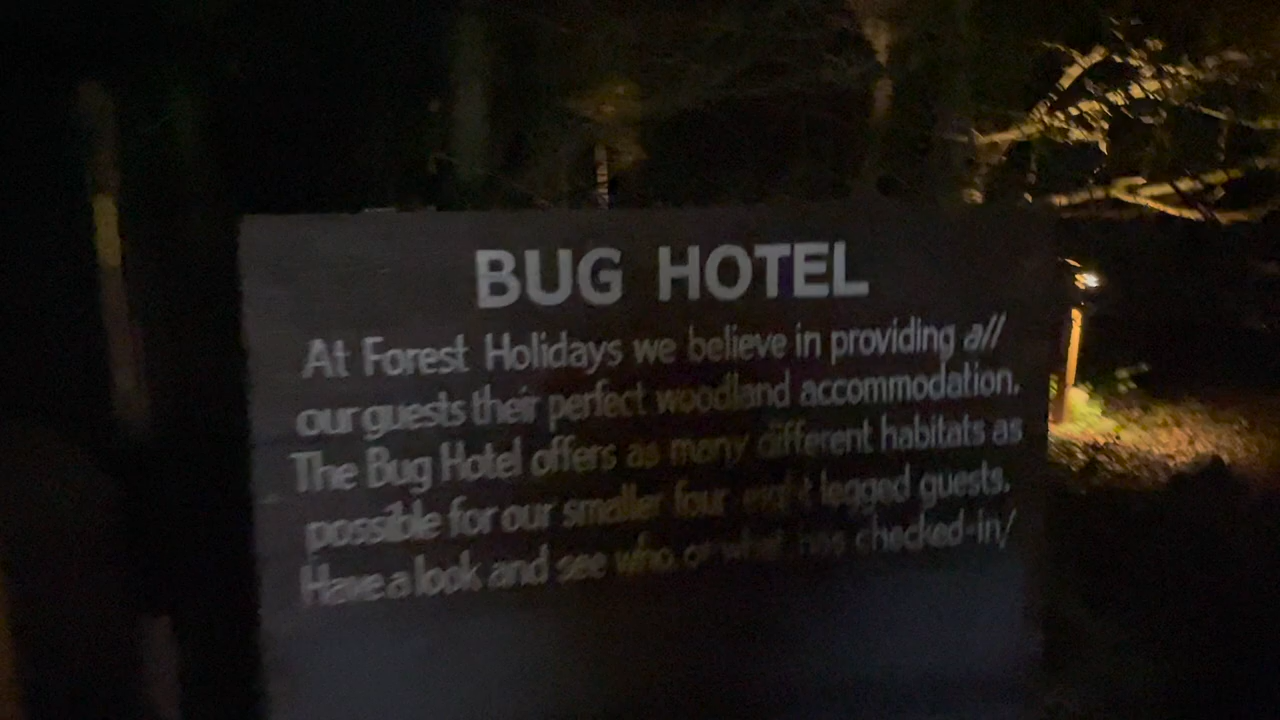 BUG HOTEL
At Forest Holidays we believe in providing all
our guests their perfect woodland accommodation.
The Bug Hotel offers as many different habitats as
possible for our smaller four eight legged guests.
Have a look and see who, or what has checked-in!